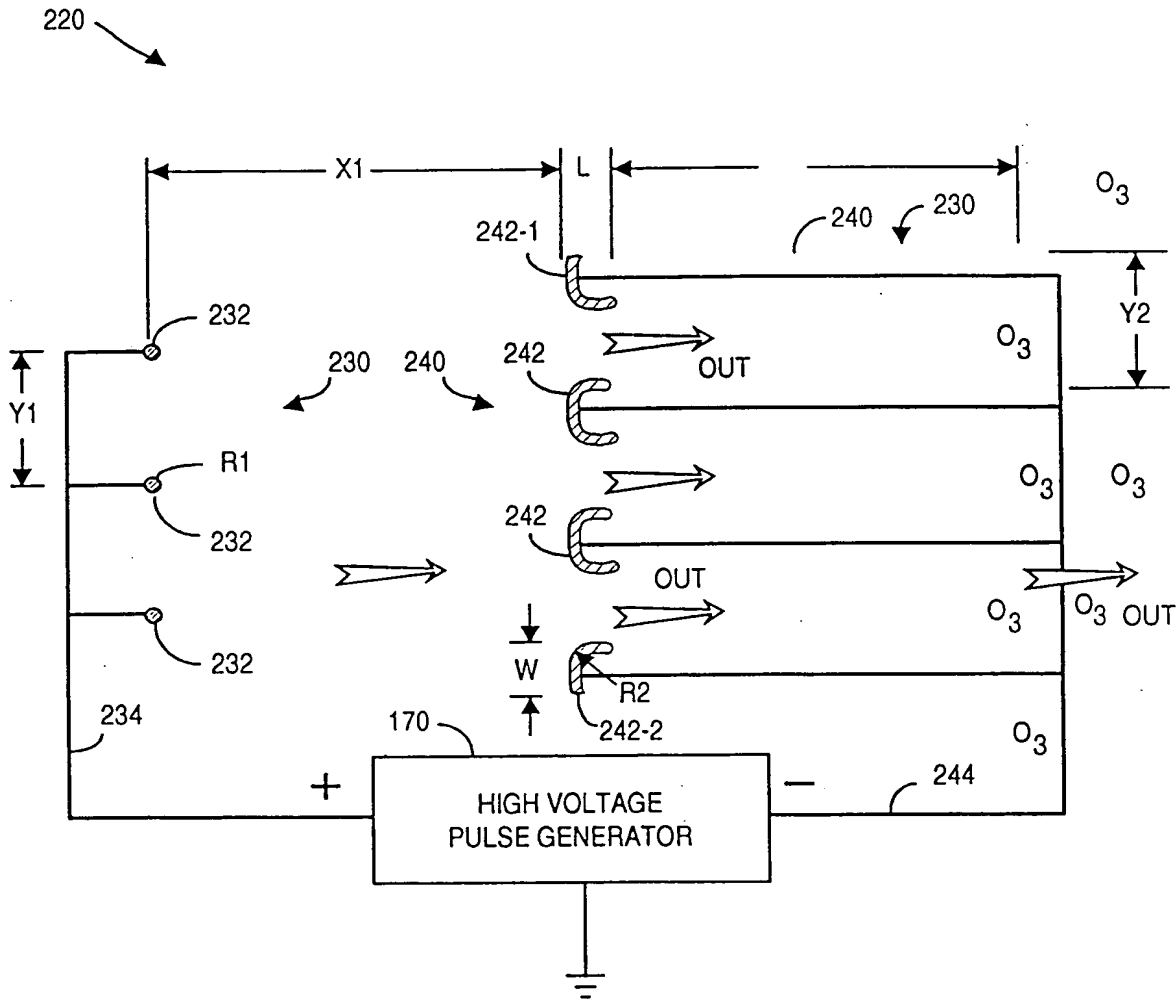 220
X1
L
O3
240
230
242-1
Y2
232
O3
OUT
230
240
242
Y1
R1
O3
O3
232
242
OUT
O3
O3
OUT
232
W
R2
234
170
242-2
O3
244
+
−
HIGH VOLTAGE
PULSE GENERATOR